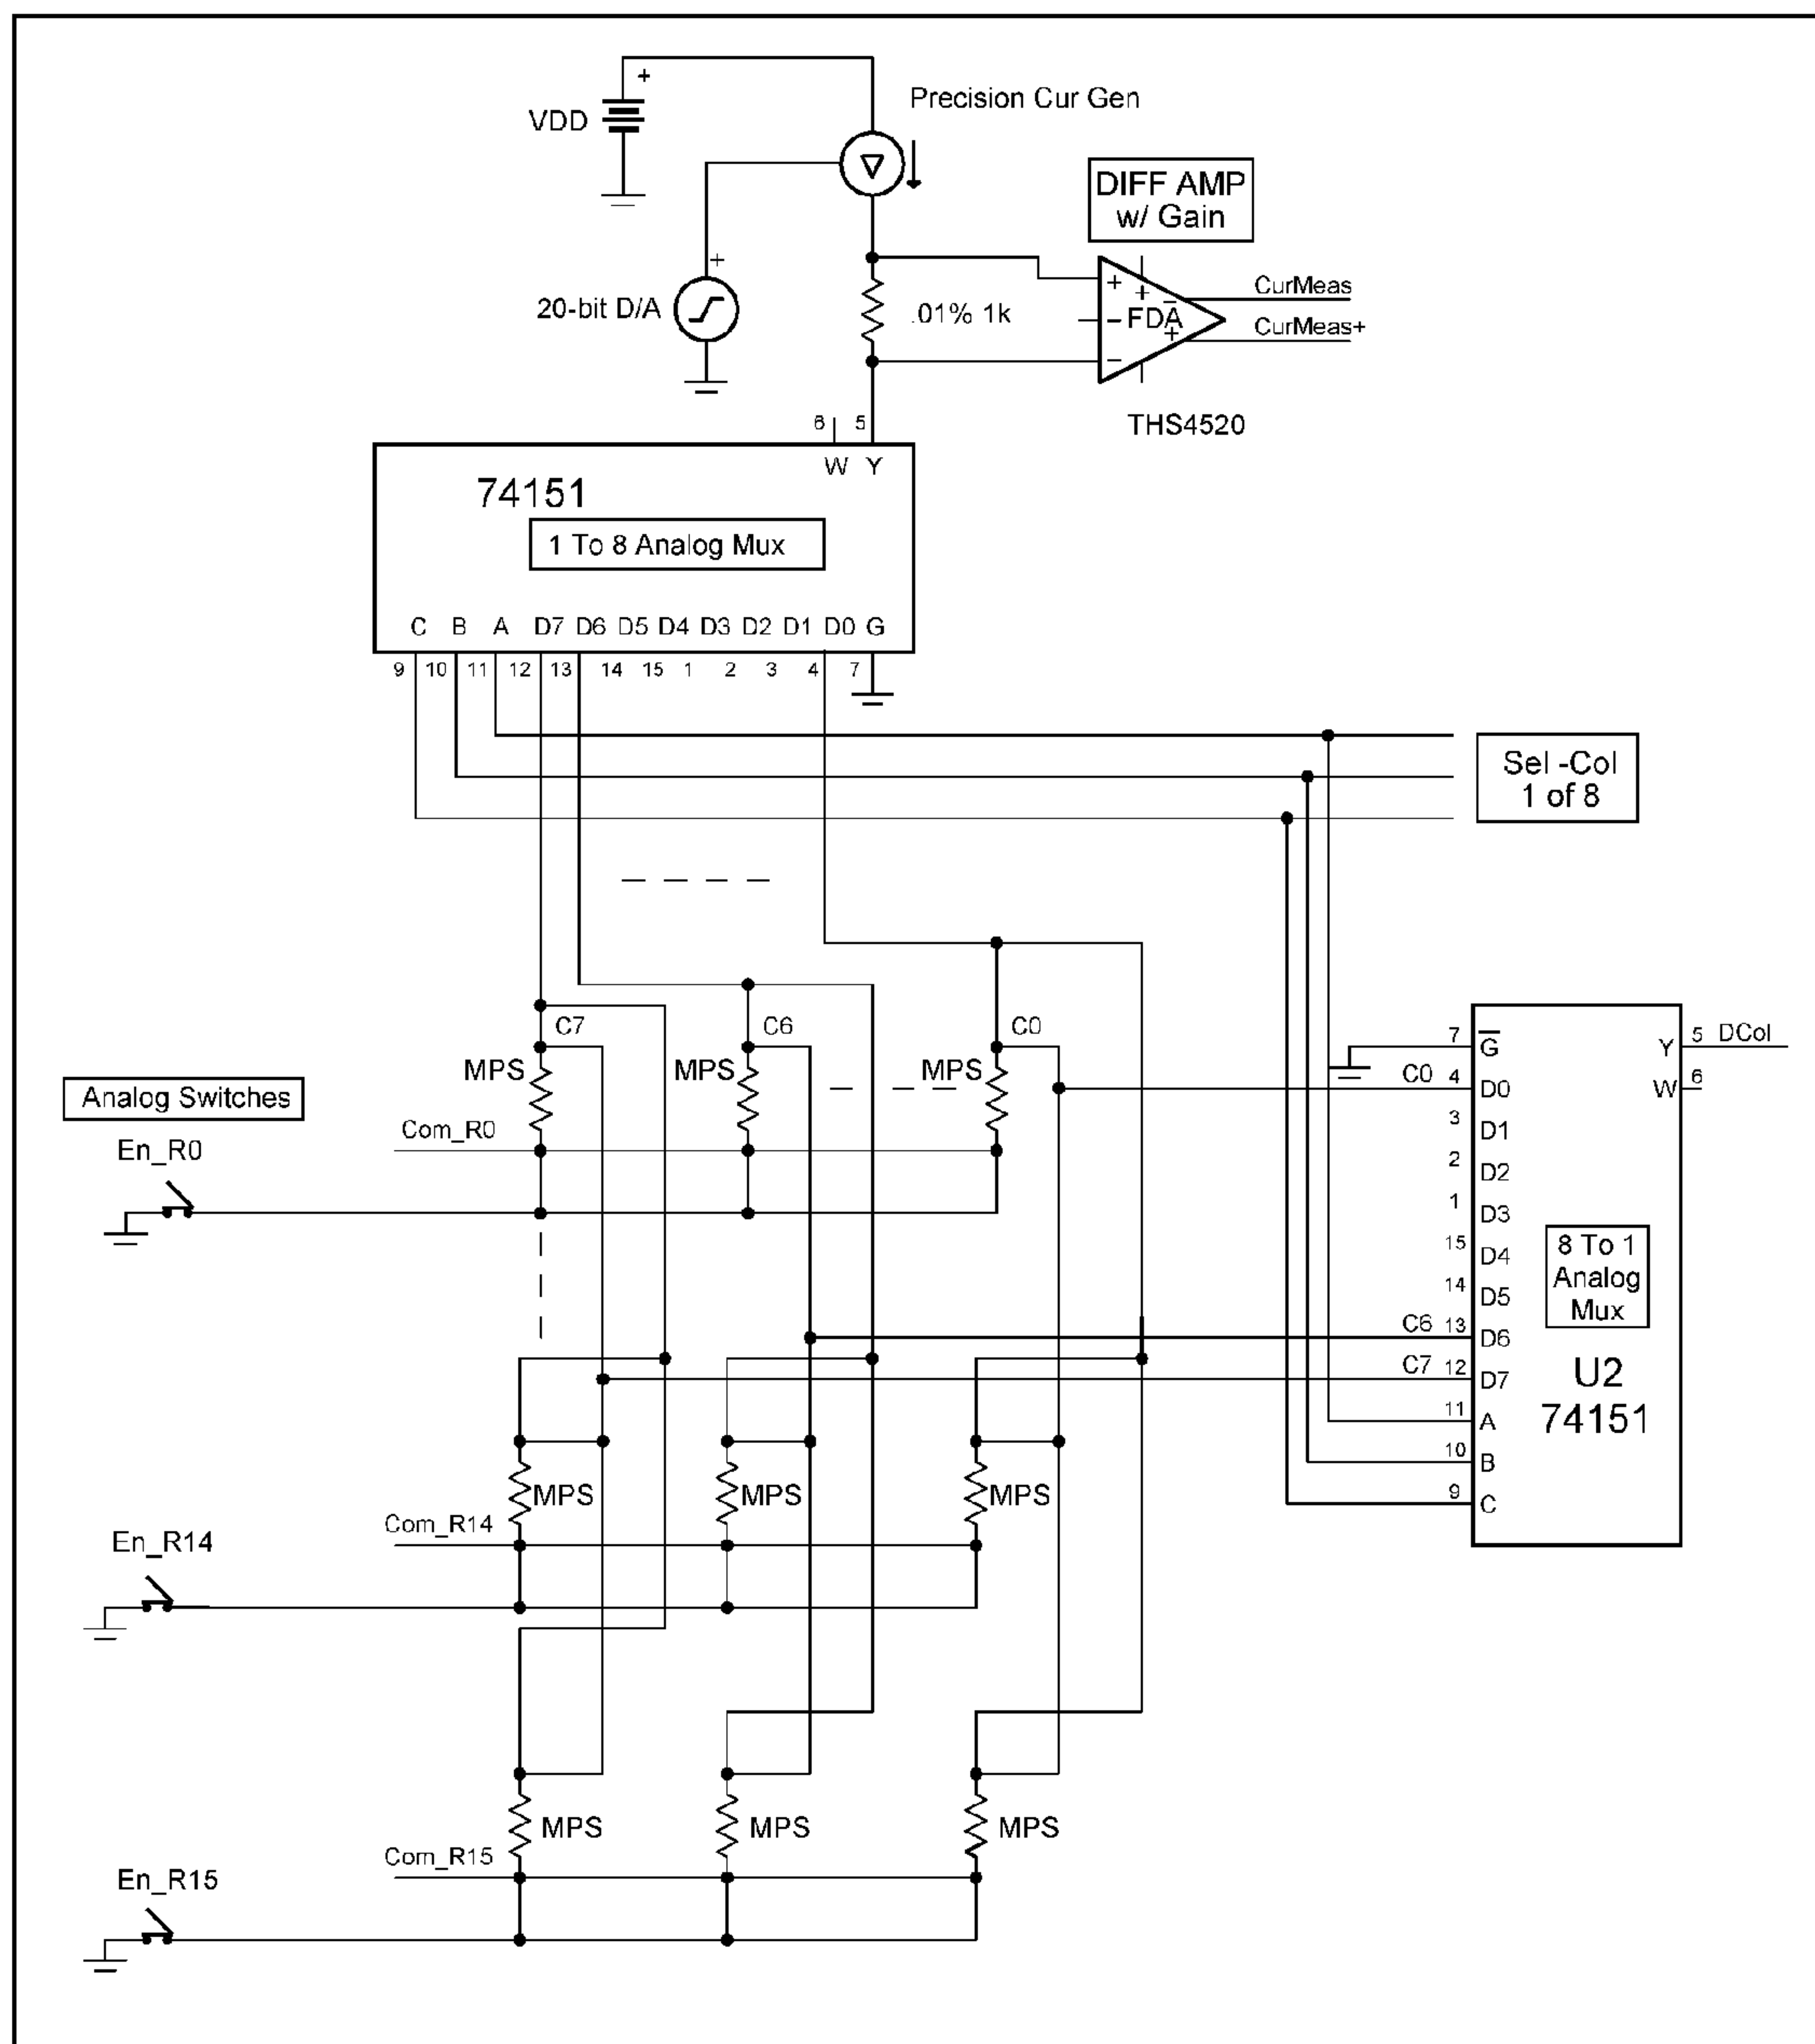 +
VDD
Precision Cur Gen
DIFF AMP
w/ Gain
+
20-bit D/A
.01% 1k
+
+
−
−
FDA
+
−
CurMeas
CurMeas+
THS4520
6 5
W Y
74151
1 To 8 Analog Mux
C B A D7 D6 D5 D4 D3 D2 D1 D0 G
9 10 11 12 13 14 15 1 2 3 4 7
Sel -Col
1 of 8
C7 C6 C0
MPS MPS MPS
Analog Switches
Com_R0
En_R0
7 G Y 5 DCol
C0 4 D0 W 6
3 D1
2 D2
1 D3
15 D4
14 D5
C6 13 D6
C7 12 D7
11 A
10 B
9 C
8 To 1
Analog
Mux
U2
74151
MPS MPS MPS
Com_R14
En_R14
MPS MPS MPS
Com_R15
En_R15